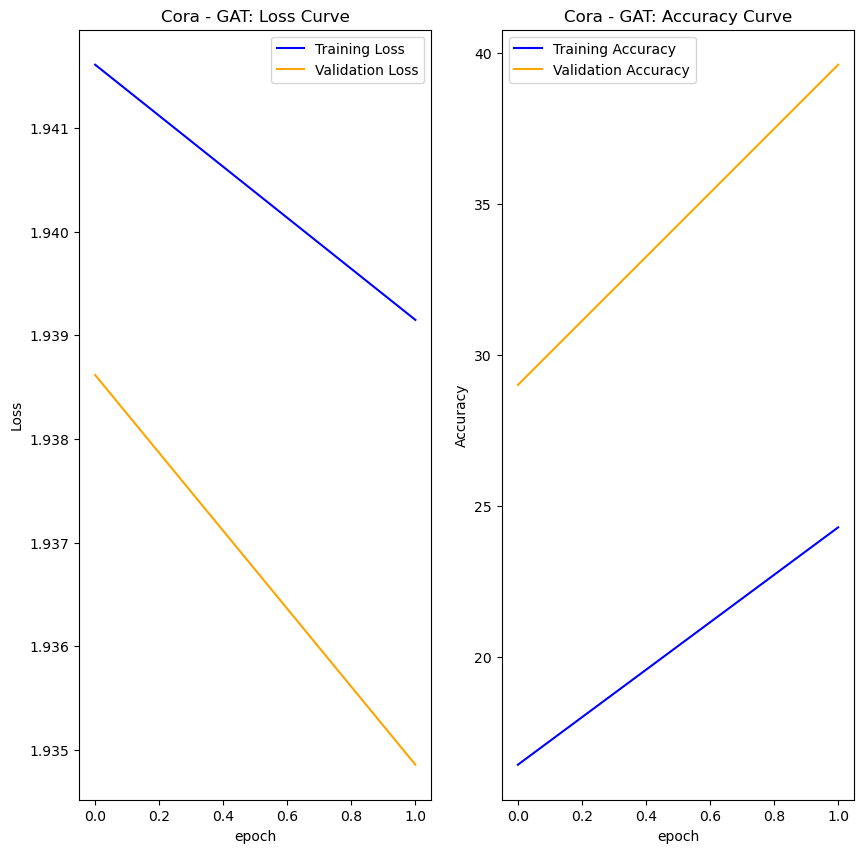 Cora - GAT: Loss Curve
Training Loss
Validation Loss
1.941
1.940
1.939
1.938
1.937
1.936
1.935
Loss
0.0 0.2 0.4 0.6 0.8 1.0
epoch
Cora - GAT: Accuracy Curve
Training Accuracy
Validation Accuracy
40
35
30
25
20
Accuracy
0.0 0.2 0.4 0.6 0.8 1.0
epoch